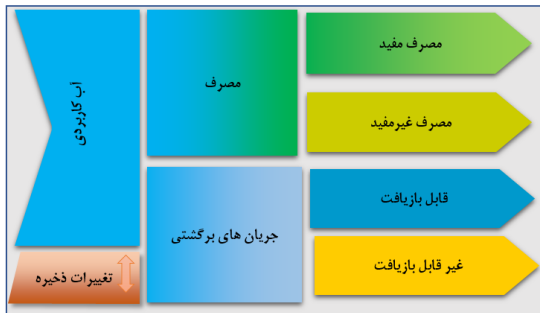 آب کاربردی
تغییرات ذخیره
مصرف
جریان های برگشتی
مصرف مفید
مصرف غیرمفید
قابل بازیافت
غیر قابل بازیافت